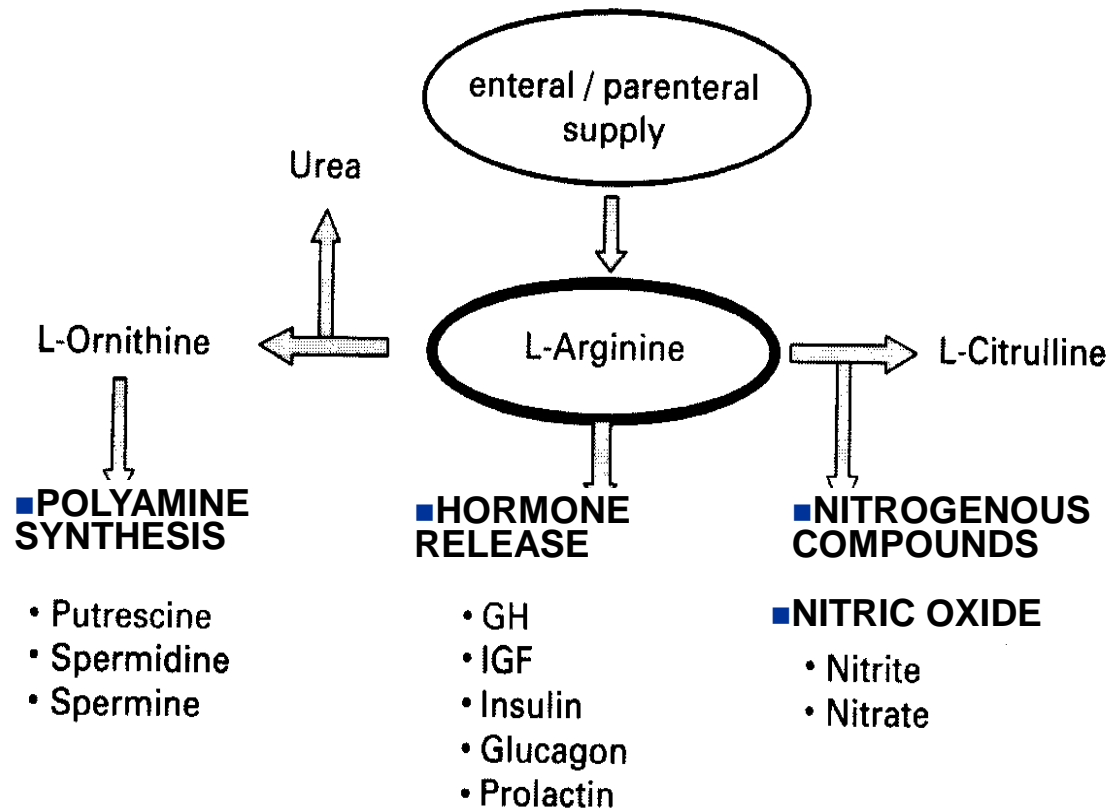 enteral / parenteral
supply
Urea
L-Ornithine
L-Arginine
L-Citrulline
■POLYAMINE
SYNTHESIS
• Putrescine
• Spermidine
• Spermine
■HORMONE
RELEASE
• GH
• IGF
• Insulin
• Glucagon
• Prolactin
■NITROGENOUS
COMPOUNDS
■NITRIC OXIDE
• Nitrite
• Nitrate